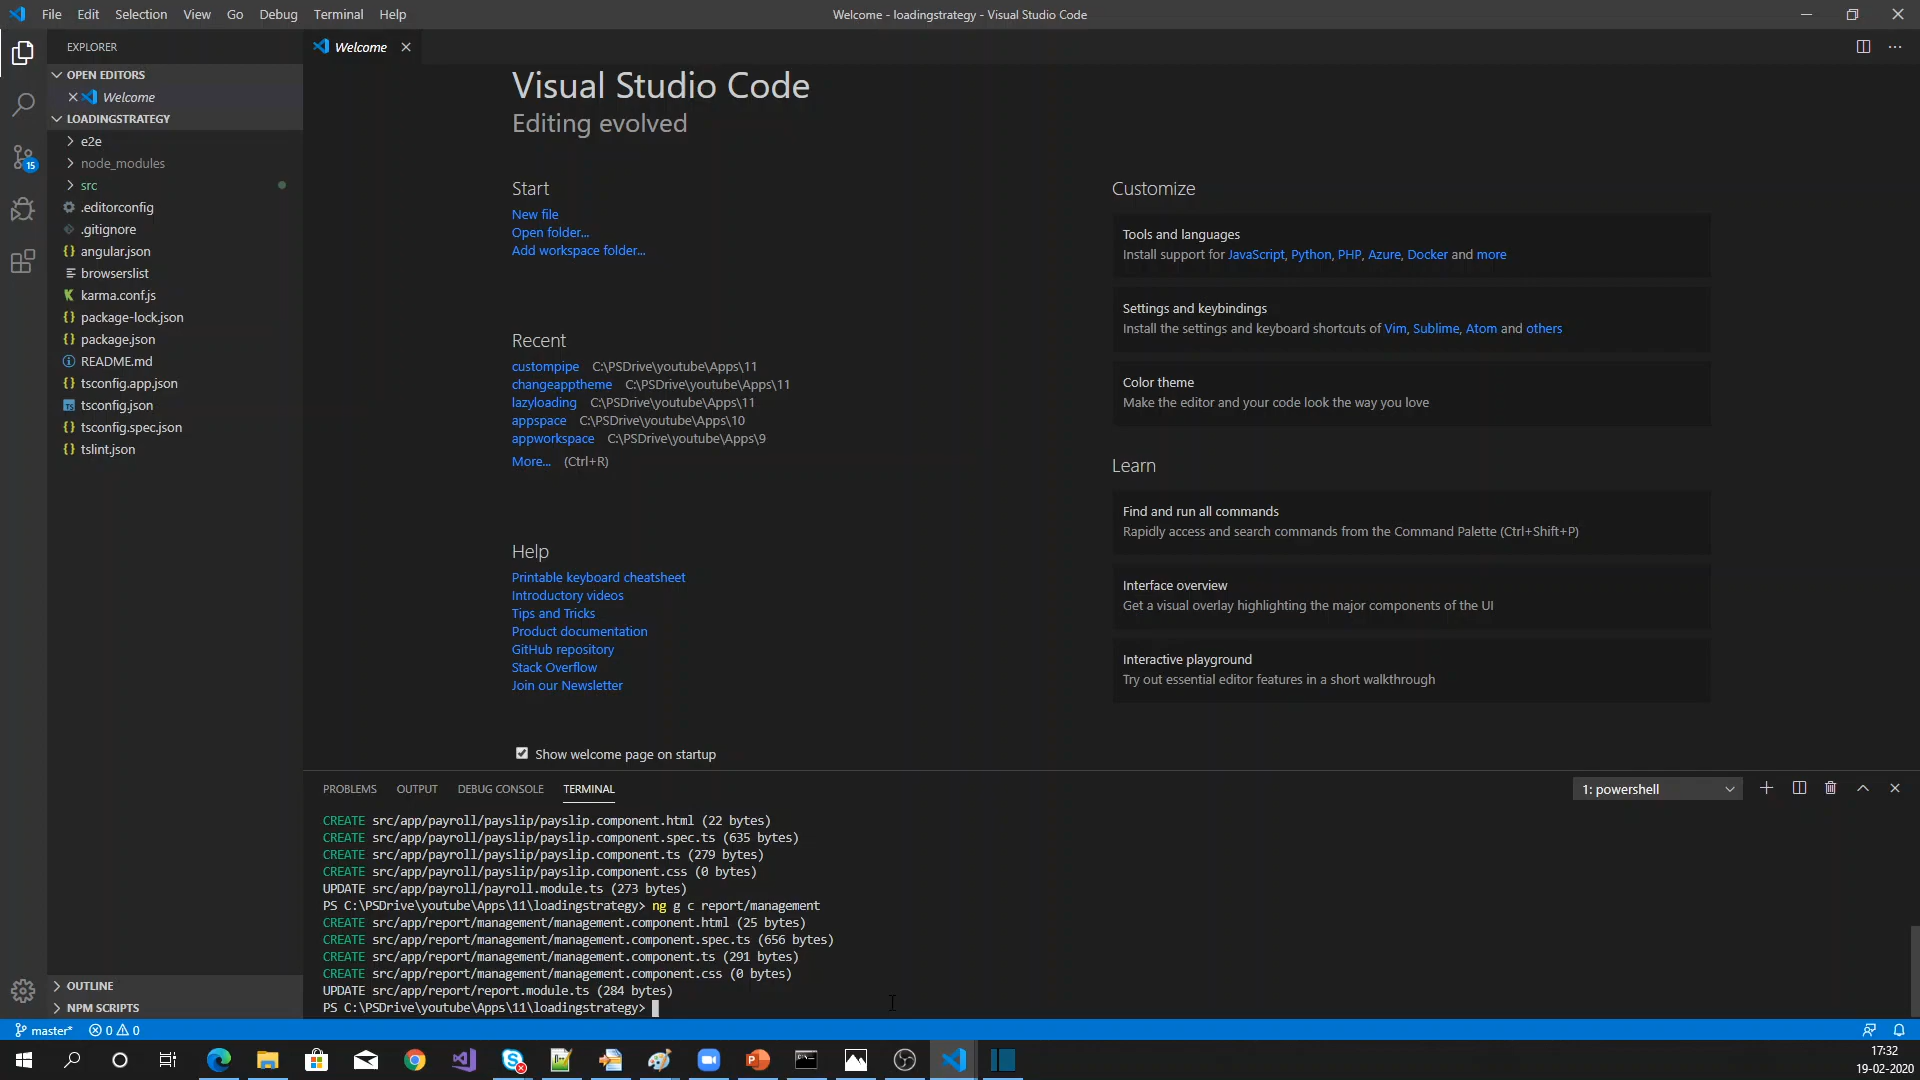 File Edit Selection View Go Debug Terminal Help
Welcome - loadingstrategy - Visual Studio Code
EXPLORER
OPEN EDITORS
Welcome
LOADINGSTRATEGY
e2e
node_modules
src
.editorconfig
.gitignore
angular.json
browserslist
karma.conf.js
package-lock.json
package.json
README.md
tsconfig.app.json
tsconfig.json
tsconfig.spec.json
tslint.json
OUTLINE
NPM SCRIPTS
15
Welcome
Visual Studio Code
Editing evolved
Start
New file
Open folder...
Add workspace folder...
Recent
custompipe C:\PSDrive\youtube\Apps\11
changeapptheme C:\PSDrive\youtube\Apps\11
lazyloading C:\PSDrive\youtube\Apps\11
appspace C:\PSDrive\youtube\Apps\10
appworkspace C:\PSDrive\youtube\Apps\9
More... (Ctrl+R)
Help
Printable keyboard cheatsheet
Introductory videos
Tips and Tricks
Product documentation
GitHub repository
Stack Overflow
Join our Newsletter
Show welcome page on startup
Customize
Tools and languages
Install support for JavaScript, Python, PHP, Azure, Docker and more
Settings and keybindings
Install the settings and keyboard shortcuts of Vim, Sublime, Atom and others
Color theme
Make the editor and your code look the way you love
Learn
Find and run all commands
Rapidly access and search commands from the Command Palette (Ctrl+Shift+P)
Interface overview
Get a visual overlay highlighting the major components of the UI
Interactive playground
Try out essential editor features in a short walkthrough
PROBLEMS OUTPUT DEBUG CONSOLE TERMINAL
1: powershell
CREATE src/app/payroll/payslip/payslip.component.html (22 bytes)
CREATE src/app/payroll/payslip/payslip.component.spec.ts (635 bytes)
CREATE src/app/payroll/payslip/payslip.component.ts (279 bytes)
CREATE src/app/payroll/payslip/payslip.component.css (0 bytes)
UPDATE src/app/payroll/payroll.module.ts (273 bytes)
PS C:\PSDrive\youtube\Apps\11\loadingstrategy> ng g c report/management
CREATE src/app/report/management/management.component.html (25 bytes)
CREATE src/app/report/management/management.component.spec.ts (656 bytes)
CREATE src/app/report/management/management.component.ts (291 bytes)
CREATE src/app/report/management/management.component.css (0 bytes)
UPDATE src/app/report/report.module.ts (284 bytes)
PS C:\PSDrive\youtube\Apps\11\loadingstrategy>
master* 0 0
17:32
19-02-2020